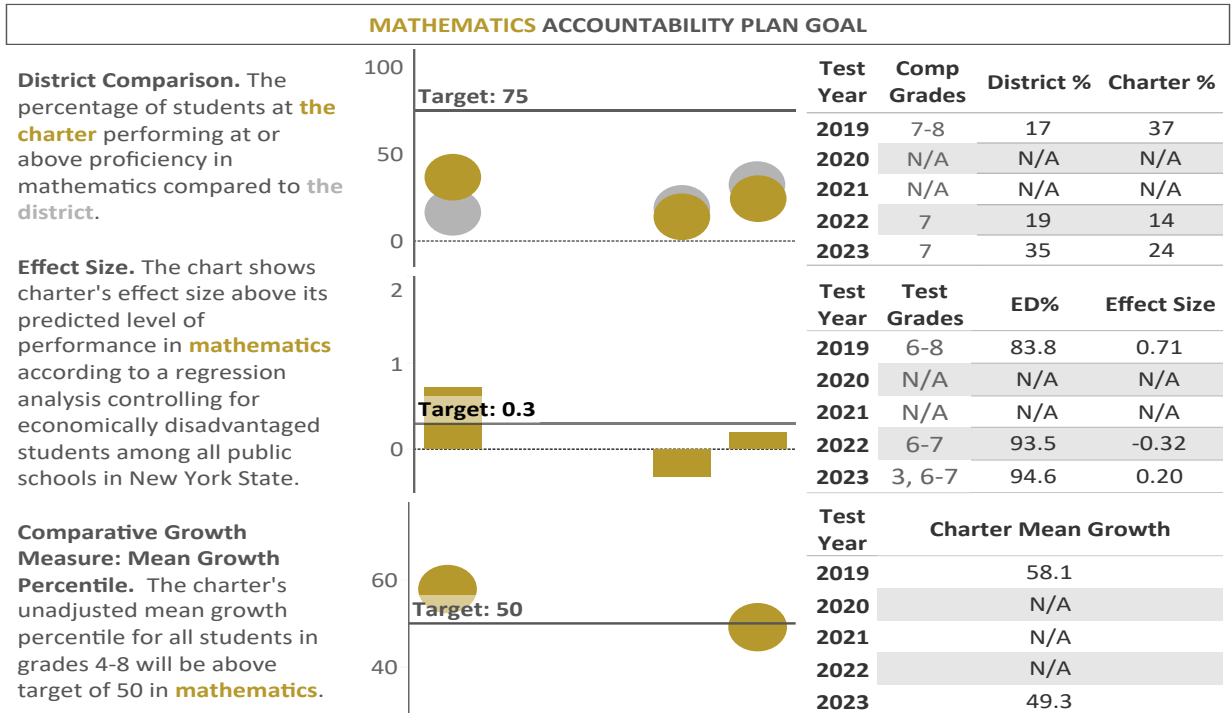 MATHEMATICS ACCOUNTABILITY PLAN GOAL
District Comparison. The
percentage of students at the
charter performing at or
above proficiency in
mathematics compared to the
district.
100
50
0
Target: 75
Test Year Comp Grades District % Charter %
2019 7-8 17 37
2020 N/A N/A N/A
2021 N/A N/A N/A
2022 7 19 14
2023 7 35 24
Effect Size. The chart shows
charter's effect size above its
predicted level of
performance in mathematics
according to a regression
analysis controlling for
economically disadvantaged
students among all public
schools in New York State.
2
1
0
Target: 0.3
Test Year Test Grades ED% Effect Size
2019 6-8 83.8 0.71
2020 N/A N/A N/A
2021 N/A N/A N/A
2022 6-7 93.5 -0.32
2023 3, 6-7 94.6 0.20
Comparative Growth
Measure: Mean Growth
Percentile. The charter's
unadjusted mean growth
percentile for all students in
grades 4-8 will be above
target of 50 in mathematics.
60
40
Target: 50
Test Year Charter Mean Growth
2019 58.1
2020 N/A
2021 N/A
2022 N/A
2023 49.3